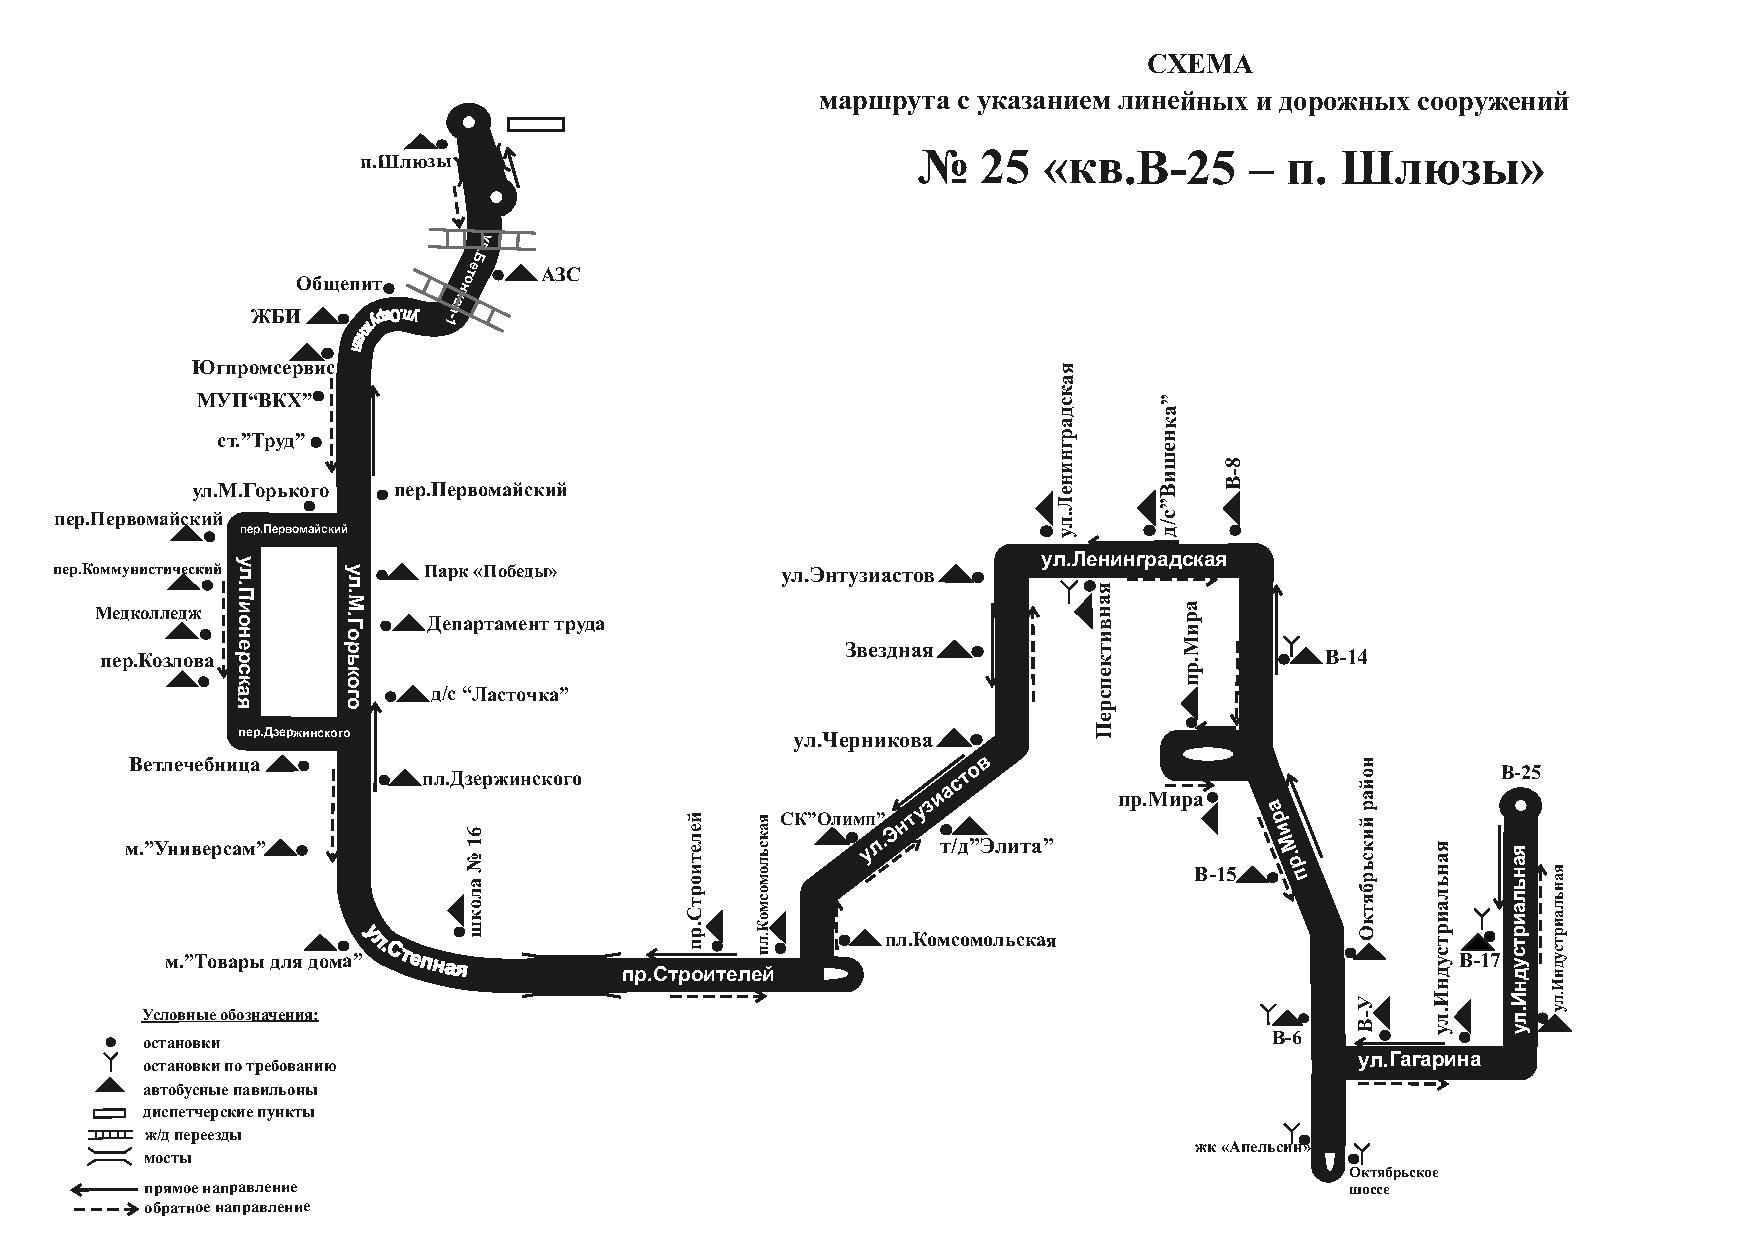 СХЕМА
маршрута с указанием линейных и дорожных сооружений
№ 25 «кв.В-25 – п. Шлюзы»
п.Шлюзы
ул.Бетонная-1
АЗС
Общепит
ЖБИ
ул.Окружная
Югпромсервис
МУП“ВКХ”
ст.”Труд”
ул.М.Горького
пер.Первомайский
пер.Первомайский
пер.Первомайский
пер.Коммунистический
Парк «Победы»
Медколледж
Департамент труда
пер.Козлова
д/с “Ласточка”
ул.Пионерская
ул.М.Горького
пер.Дзержинского
Ветлечебница
пл.Дзержинского
м.”Универсам”
м.”Товары для дома”
ул.Степная
школа № 16
пр.Строителей
пр.Строителей
пл.Комсомольская
пл.Комсомольская
СК”Олимп”
ул.Энтузиастов
т/д”Элита”
ул.Черникова
Звездная
ул.Энтузиастов
ул.Ленинградская
ул.Ленинградская
д/с”Вишенка”
В-8
Перспективная
пр.Мира
В-14
пр.Мира
пр.Мира
В-15
Октябрьский район
В-6
В-У
ул.Индустриальная
ул.Гагарина
В-25
В-17
ул.Индустриальная
ул.Индустриальная
жк «Апельсин»
Октябрьское
шоссе
Условные обозначения:
остановки
остановки по требованию
автобусные павильоны
диспетчерские пункты
ж/д переезды
мосты
прямое направление
обратное направление